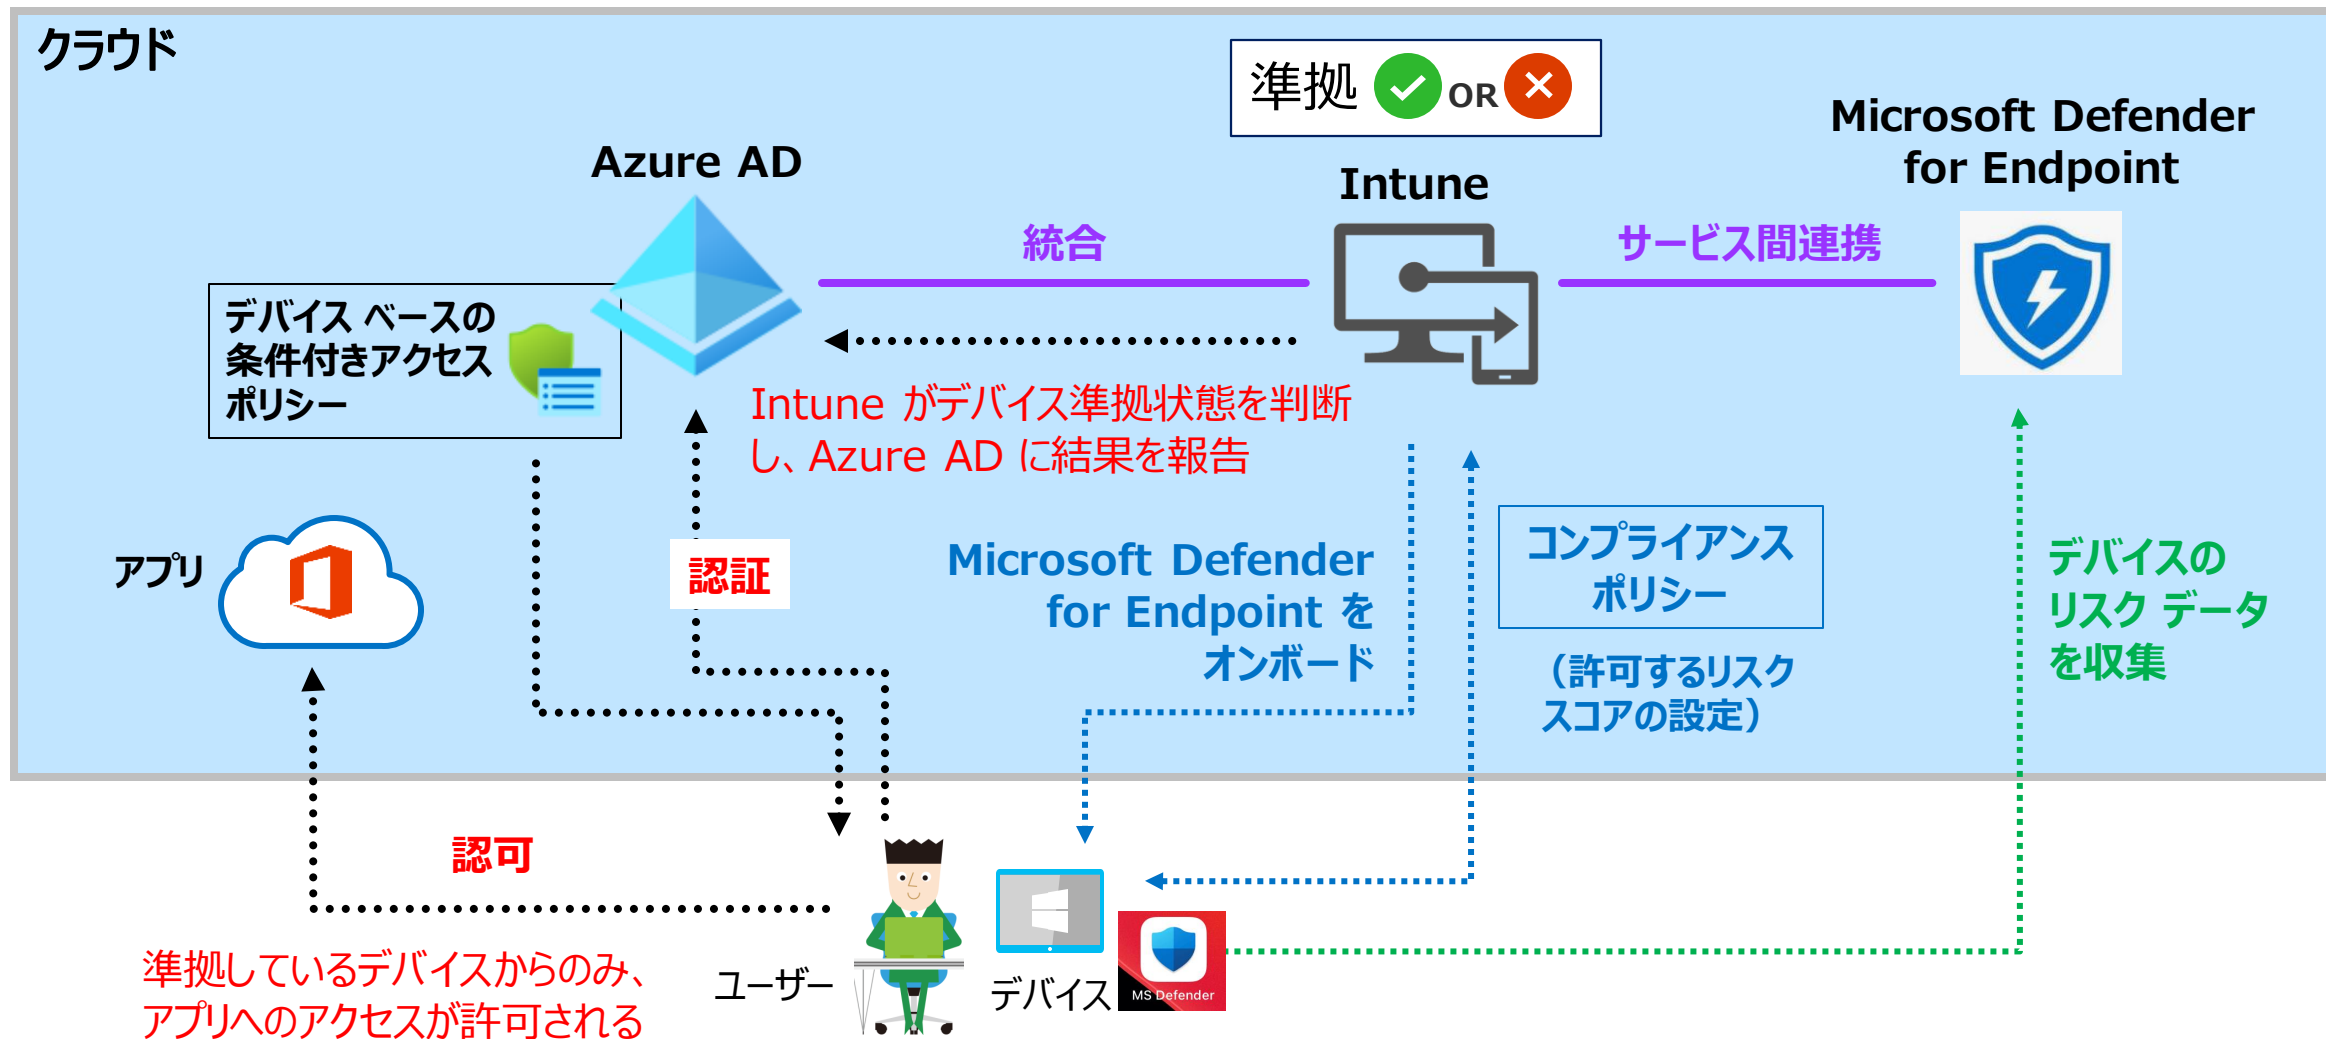 クラウド
準拠 OR
Microsoft Defender
for Endpoint
Azure AD
Intune
統合
サービス間連携
デバイス ベースの
条件付きアクセス
ポリシー
Intune がデバイス準拠状態を判断
し、Azure AD に結果を報告
アプリ
認証
Microsoft Defender
for Endpoint を
オンボード
コンプライアンス
ポリシー
（許可するリスク
スコアの設定）
デバイスの
リスク データ
を収集
認可
準拠しているデバイスからのみ、
アプリへのアクセスが許可される
ユーザー
デバイス
MS Defender